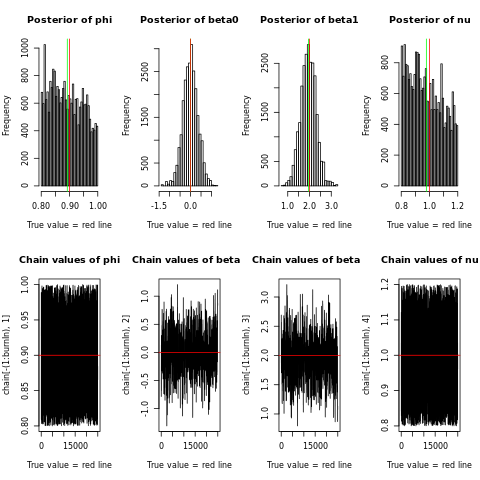 Posterior of phi
Posterior of beta0
Posterior of beta1
Posterior of nu
Frequency
0 200 400 600 800 1000
0.80 0.90 1.00
True value = red line
Frequency
0 500 1500 2500
-1.5 0.0
True value = red line
Frequency
0 500 1500 2500
1.0 2.0 3.0
True value = red line
Frequency
0 200 400 600 800
0.8 1.0 1.2
True value = red line
Chain values of phi
Chain values of beta
Chain values of beta
Chain values of nu
chain[-(1:burnIn), 1]
0.80 0.85 0.90 0.95 1.00
0 15000
True value = red line
chain[-(1:burnIn), 2]
-1.0 -0.5 0.0 0.5 1.0
0 15000
True value = red line
chain[-(1:burnIn), 3]
1.0 1.5 2.0 2.5 3.0
0 15000
True value = red line
chain[-(1:burnIn), 4]
0.8 0.9 1.0 1.1 1.2
0 15000
True value = red line